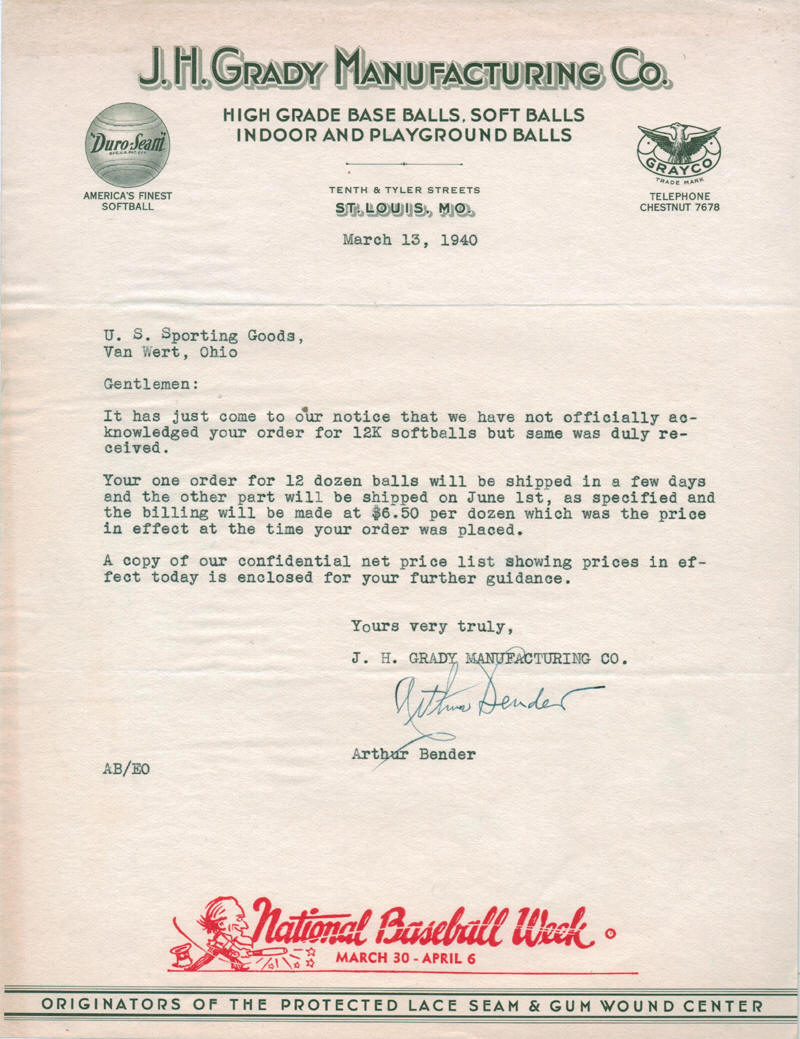 J. H. GRADY MANUFACTURING CO.
HIGH GRADE BASE BALLS, SOFT BALLS
INDOOR AND PLAYGROUND BALLS
"Duro-Seam"
AMERICA'S FINEST
SOFTBALL
GRAYCO
TRADE MARK
TELEPHONE
CHESTNUT 7678
TENTH & TYLER STREETS
ST. LOUIS, MO.
March 13, 1940
U. S. Sporting Goods,
Van Wert, Ohio
Gentlemen:
It has just come to our notice that we have not officially ac-
knowledged your order for 12K softballs but same was duly re-
ceived.
Your one order for 12 dozen balls will be shipped in a few days
and the other part will be shipped on June 1st, as specified and
the billing will be made at $6.50 per dozen which was the price
in effect at the time your order was placed.
A copy of our confidential net price list showing prices in ef-
fect today is enclosed for your further guidance.
Yours very truly,
J. H. GRADY MANUFACTURING CO.
Arthur Bender
Arthur Bender
AB/EO
National Baseball Week
MARCH 30 - APRIL 6
ORIGINATORS OF THE PROTECTED LACE SEAM & GUM WOUND CENTER